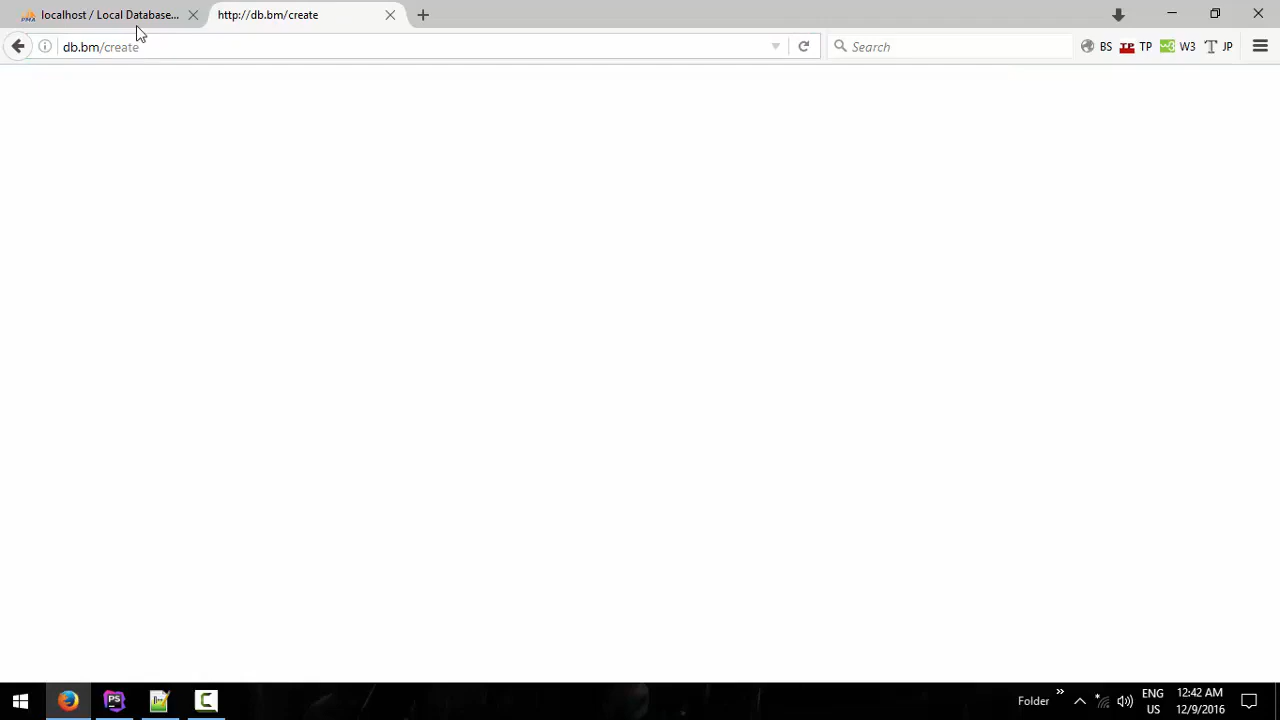 localhost / Local Database...
http://db.bm/create
db.bm/create
Search
BS
TP
W3
JP
Folder
ENG
US
12:42 AM
12/9/2016